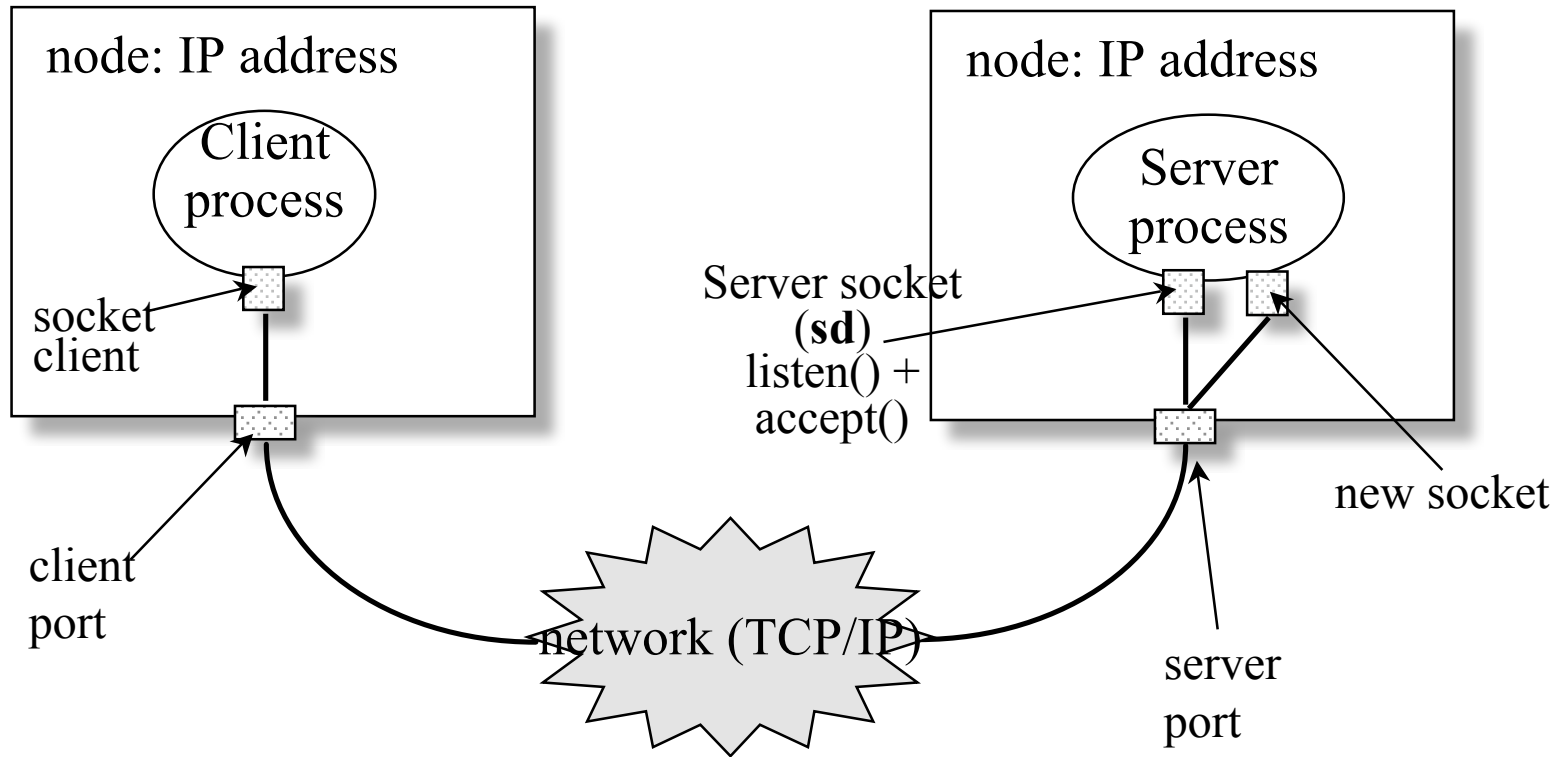 node: IP address
Client
process
socket
client
client
port
node: IP address
Server
process
Server socket
(sd)
listen() +
accept()
new socket
network (TCP/IP)
server
port